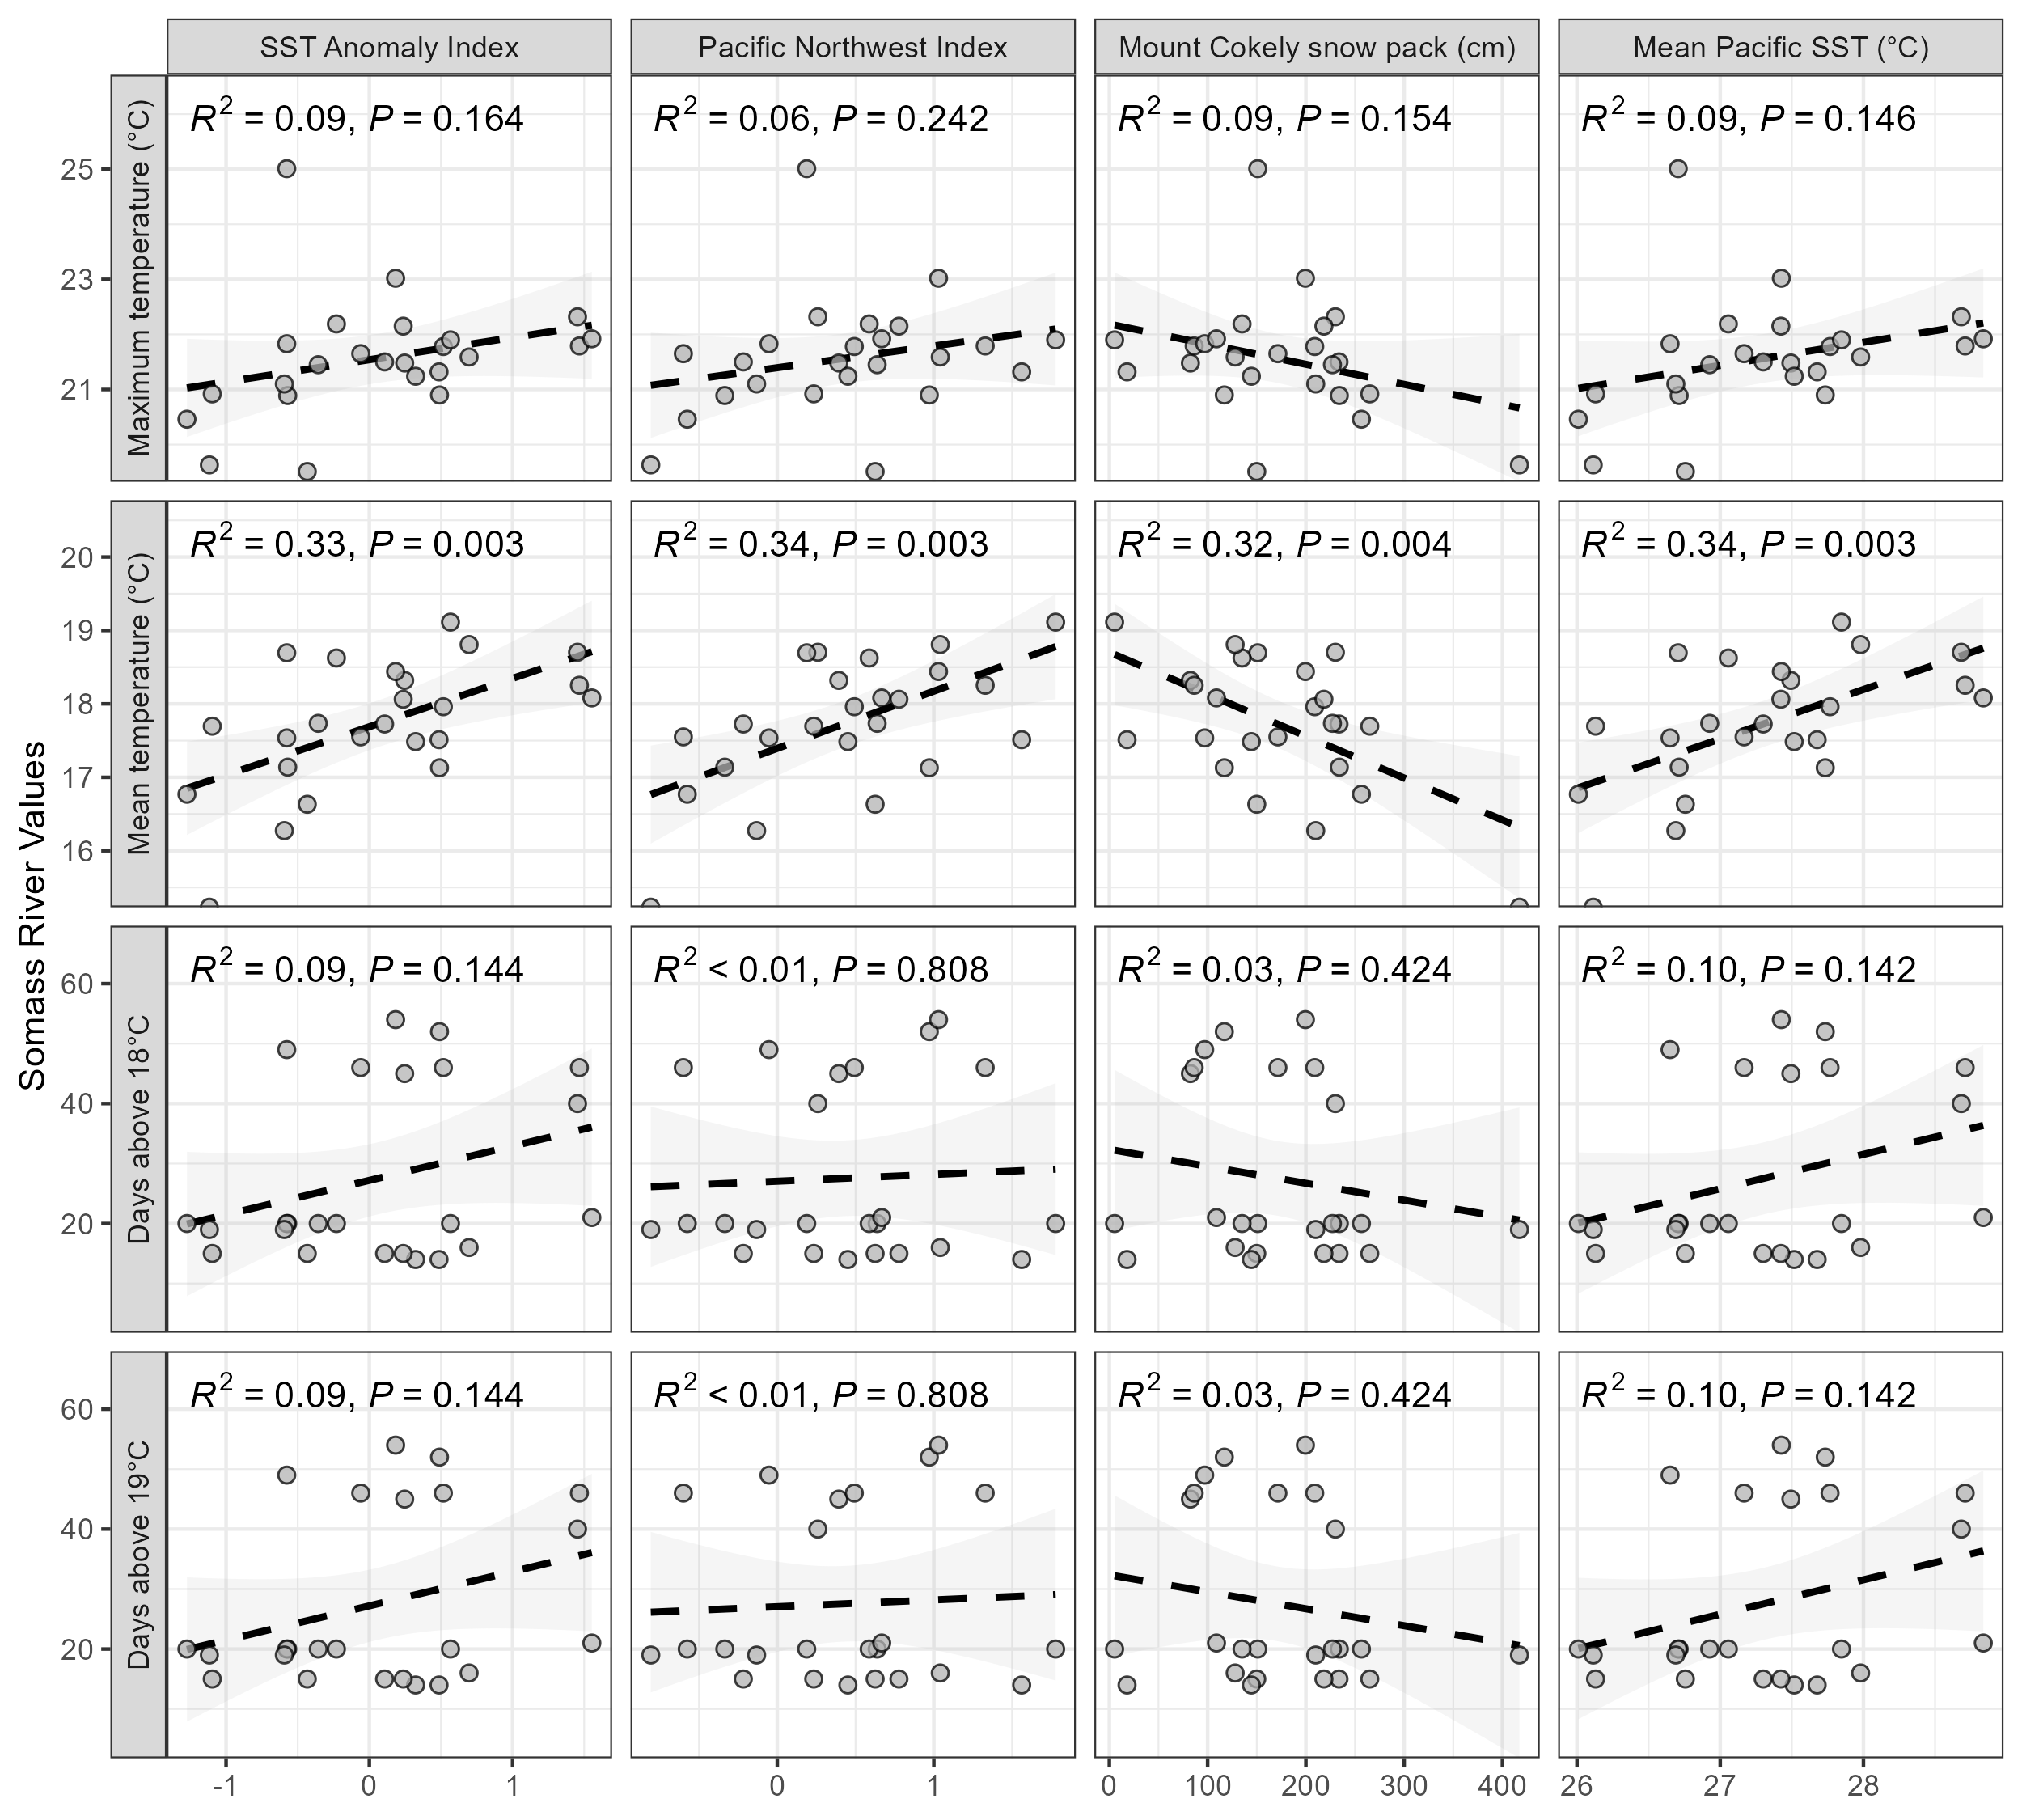 SST Anomaly Index Pacific Northwest Index Mount Cokely snow pack (cm) Mean Pacific SST (°C)
Somass River Values
Maximum temperature (°C)
R² = 0.09, P = 0.164 R² = 0.06, P = 0.242 R² = 0.09, P = 0.154 R² = 0.09, P = 0.146
25
23
21
Mean temperature (°C)
R² = 0.33, P = 0.003 R² = 0.34, P = 0.003 R² = 0.32, P = 0.004 R² = 0.34, P = 0.003
20
19
18
17
16
Days above 18°C
R² = 0.09, P = 0.144 R² < 0.01, P = 0.808 R² = 0.03, P = 0.424 R² = 0.10, P = 0.142
60
40
20
Days above 19°C
R² = 0.09, P = 0.144 R² < 0.01, P = 0.808 R² = 0.03, P = 0.424 R² = 0.10, P = 0.142
60
40
20
-1 0 1 0 1 0 100 200 300 400 26 27 28